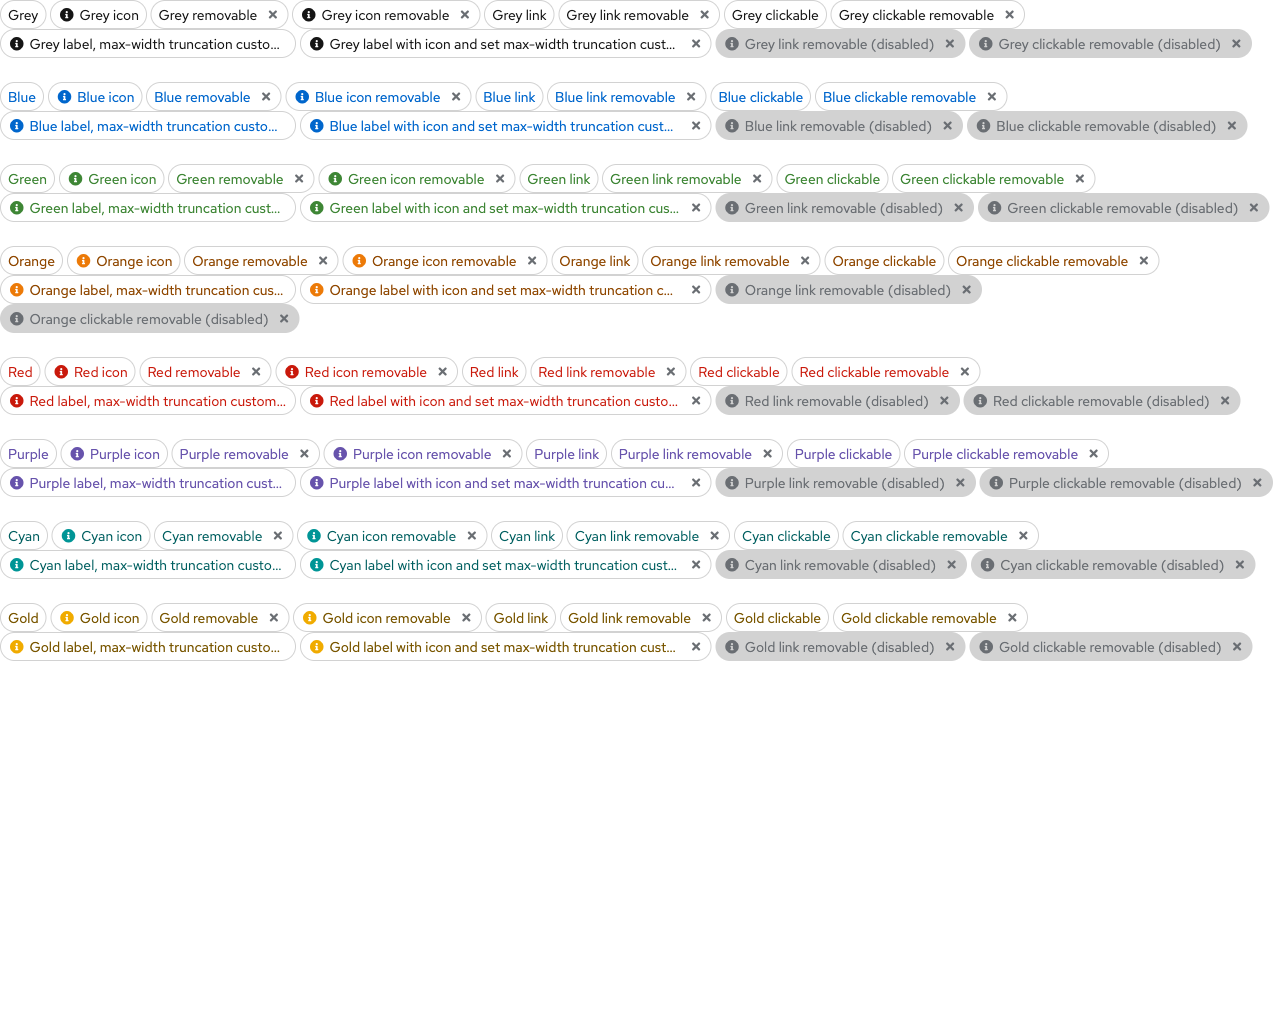 Grey Grey icon Grey removable Grey icon removable Grey link Grey link removable Grey clickable Grey clickable removable
Grey label, max-width truncation custo... Grey label with icon and set max-width truncation cust... Grey link removable (disabled) Grey clickable removable (disabled)
Blue Blue icon Blue removable Blue icon removable Blue link Blue link removable Blue clickable Blue clickable removable
Blue label, max-width truncation custo... Blue label with icon and set max-width truncation cust... Blue link removable (disabled) Blue clickable removable (disabled)
Green Green icon Green removable Green icon removable Green link Green link removable Green clickable Green clickable removable
Green label, max-width truncation cust... Green label with icon and set max-width truncation cus... Green link removable (disabled) Green clickable removable (disabled)
Orange Orange icon Orange removable Orange icon removable Orange link Orange link removable Orange clickable Orange clickable removable
Orange label, max-width truncation cus... Orange label with icon and set max-width truncation c... Orange link removable (disabled)
Orange clickable removable (disabled)
Red Red icon Red removable Red icon removable Red link Red link removable Red clickable Red clickable removable
Red label, max-width truncation custom... Red label with icon and set max-width truncation custo... Red link removable (disabled) Red clickable removable (disabled)
Purple Purple icon Purple removable Purple icon removable Purple link Purple link removable Purple clickable Purple clickable removable
Purple label, max-width truncation cust... Purple label with icon and set max-width truncation cu... Purple link removable (disabled) Purple clickable removable (disabled)
Cyan Cyan icon Cyan removable Cyan icon removable Cyan link Cyan link removable Cyan clickable Cyan clickable removable
Cyan label, max-width truncation custo... Cyan label with icon and set max-width truncation cust... Cyan link removable (disabled) Cyan clickable removable (disabled)
Gold Gold icon Gold removable Gold icon removable Gold link Gold link removable Gold clickable Gold clickable removable
Gold label, max-width truncation custo... Gold label with icon and set max-width truncation cust... Gold link removable (disabled) Gold clickable removable (disabled)